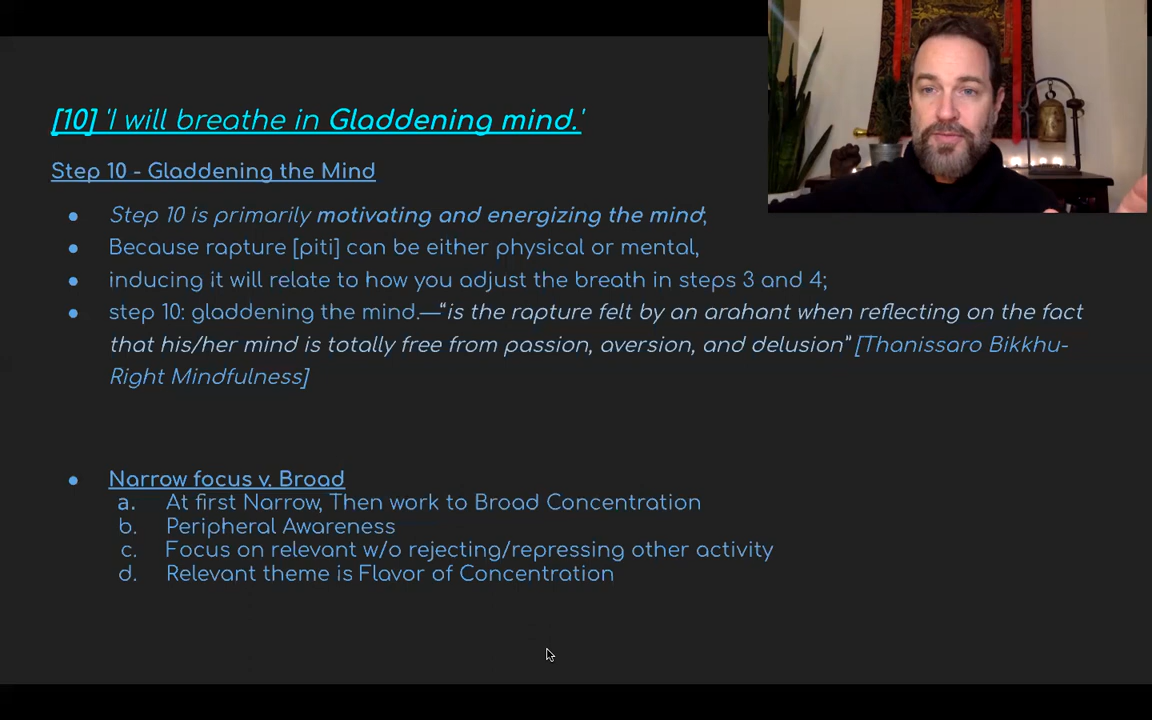 [10] 'I will breathe in Gladdening mind.'
Step 10 - Gladdening the Mind
● Step 10 is primarily motivating and energizing the mind;
● Because rapture [piti] can be either physical or mental,
● inducing it will relate to how you adjust the breath in steps 3 and 4;
● step 10: gladdening the mind.—“is the rapture felt by an arahant when reflecting on the fact
that his/her mind is totally free from passion, aversion, and delusion” [Thanissaro Bikkhu-
Right Mindfulness]
● Narrow focus v. Broad
a. At first Narrow, Then work to Broad Concentration
b. Peripheral Awareness
c. Focus on relevant w/o rejecting/repressing other activity
d. Relevant theme is Flavor of Concentration